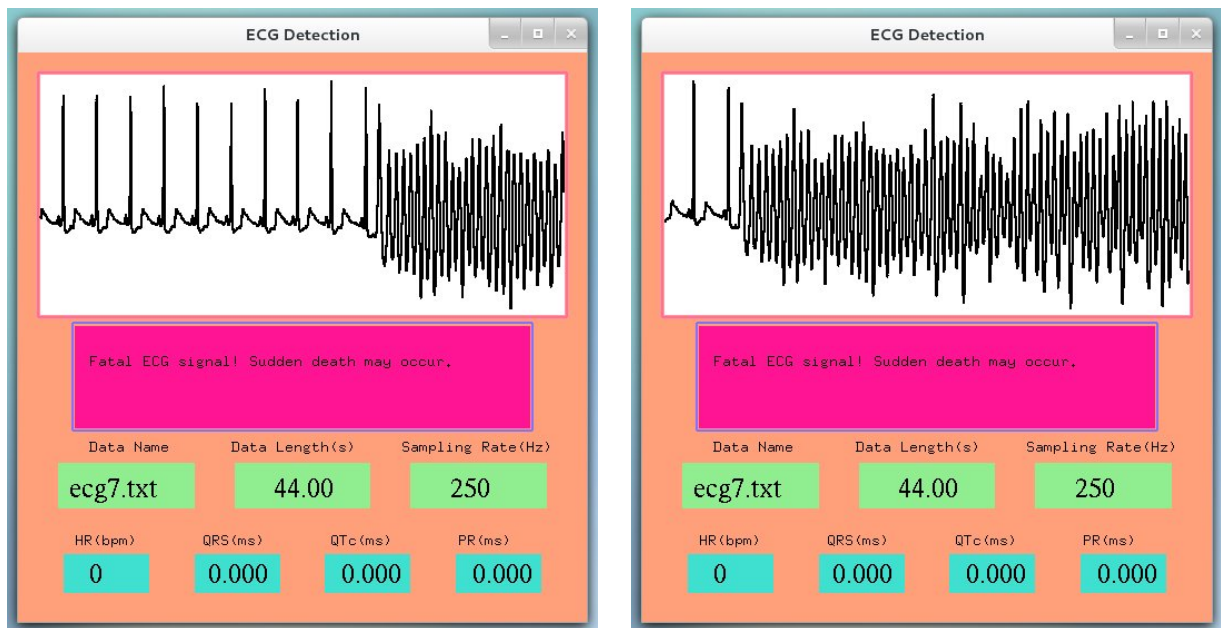 ECG Detection
Fatal ECG signal! Sudden death may occur.
Data Name Data Length(s) Sampling Rate(Hz)
ecg7.txt 44.00 250
HR(bpm) QRS(ms) QTc(ms) PR(ms)
0 0.000 0.000 0.000
ECG Detection
Fatal ECG signal! Sudden death may occur.
Data Name Data Length(s) Sampling Rate(Hz)
ecg7.txt 44.00 250
HR(bpm) QRS(ms) QTc(ms) PR(ms)
0 0.000 0.000 0.000